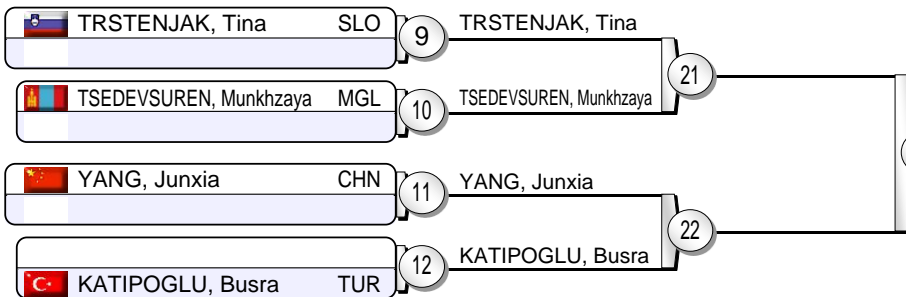 TRSTENJAK, Tina SLO 9 TRSTENJAK, Tina
21
TSEDEVSUREN, Munkhzaya MGL 10 TSEDEVSUREN, Munkhzaya
YANG, Junxia CHN 11 YANG, Junxia
22
12 KATIPOGLU, Busra
KATIPOGLU, Busra TUR